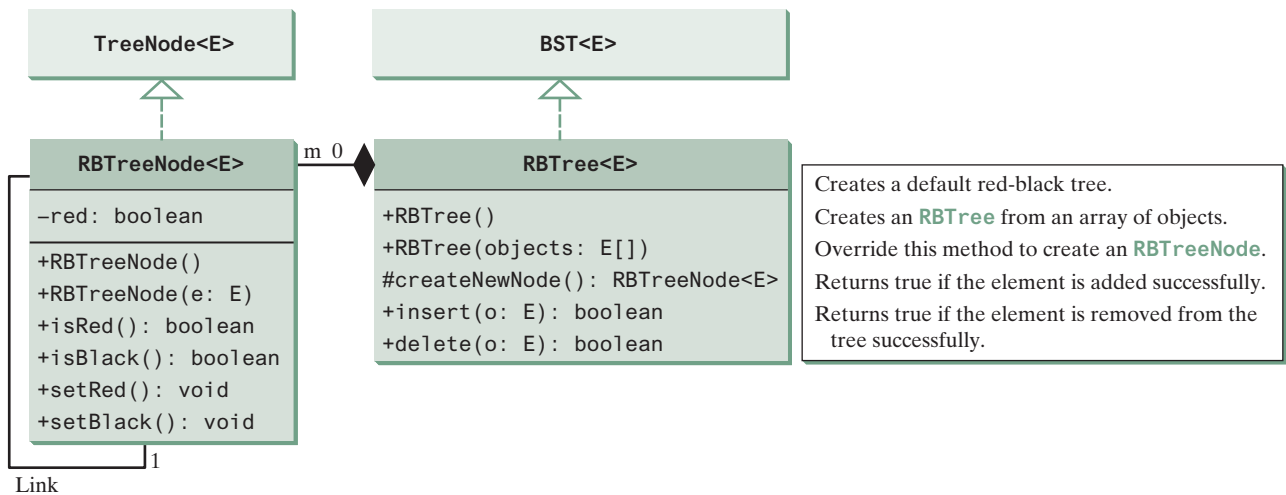 TreeNode<E>
BST<E>
RBTreeNode<E>
–red: boolean
+RBTreeNode()
+RBTreeNode(e: E)
+isRed(): boolean
+isBlack(): boolean
+setRed(): void
+setBlack(): void
1
Link
m 0
RBTree<E>
+RBTree()
+RBTree(objects: E[])
#createNewNode(): RBTreeNode<E>
+insert(o: E): boolean
+delete(o: E): boolean
Creates a default red-black tree.
Creates an RBTree from an array of objects.
Override this method to create an RBTreeNode.
Returns true if the element is added successfully.
Returns true if the element is removed from the
tree successfully.